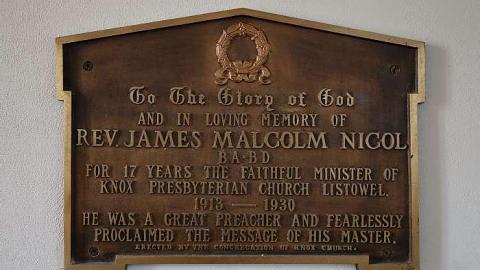 To The Glory of God
AND IN LOVING MEMORY OF
REV. JAMES MALCOLM NICOL
BA·BD
FOR 17 YEARS THE FAITHFUL MINISTER OF
KNOX PRESBYTERIAN CHURCH LISTOWEL.
1913 — 1930
HE WAS A GREAT PREACHER AND FEARLESSLY
PROCLAIMED THE MESSAGE OF HIS MASTER.
ERECTED BY THE CONGREGATION OF KNOX CHURCH.